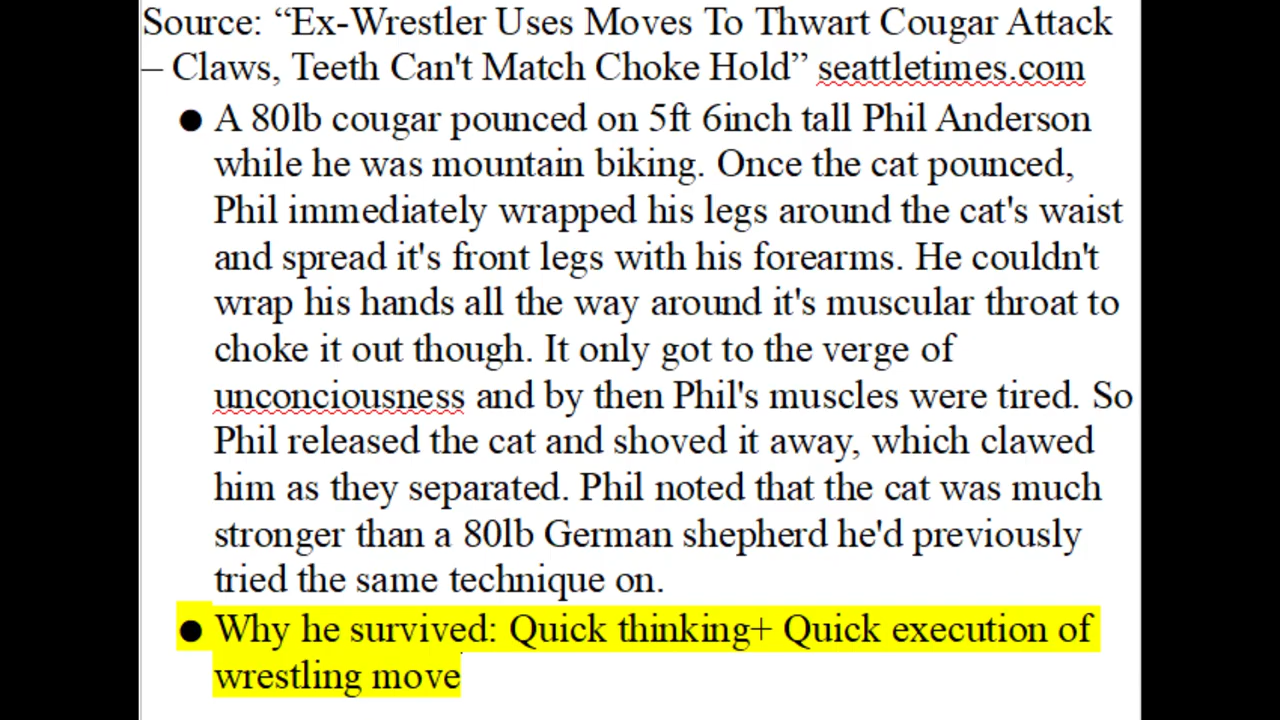 Source: “Ex-Wrestler Uses Moves To Thwart Cougar Attack
– Claws, Teeth Can't Match Choke Hold” seattletimes.com
● A 80lb cougar pounced on 5ft 6inch tall Phil Anderson
while he was mountain biking. Once the cat pounced,
Phil immediately wrapped his legs around the cat's waist
and spread it's front legs with his forearms. He couldn't
wrap his hands all the way around it's muscular throat to
choke it out though. It only got to the verge of
unconciousness and by then Phil's muscles were tired. So
Phil released the cat and shoved it away, which clawed
him as they separated. Phil noted that the cat was much
stronger than a 80lb German shepherd he'd previously
tried the same technique on.
● Why he survived: Quick thinking+ Quick execution of
wrestling move